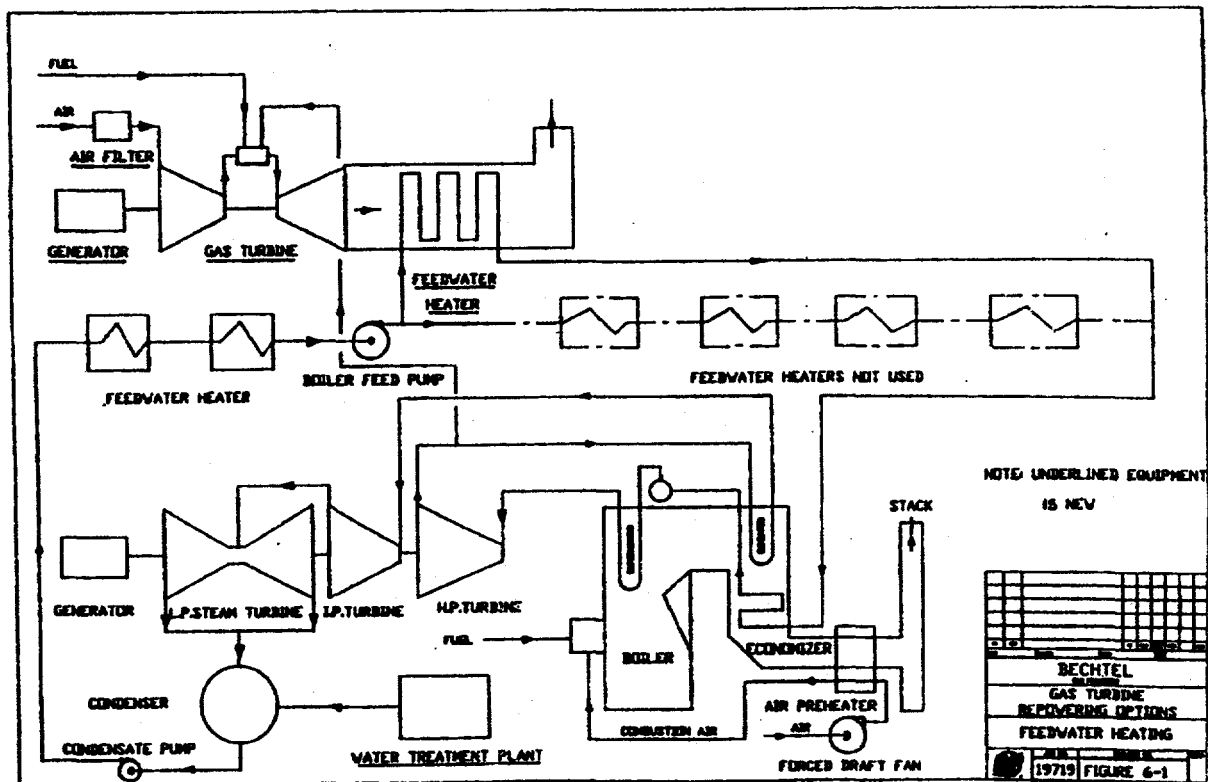 FUEL
AIR
AIR FILTER
GENERATOR
GAS TURBINE
FEEDWATER
HEATER
BOILER FEED PUMP
FEEDWATER HEATER
FEEDWATER HEATERS NOT USED
NOTE: UNDERLINED EQUIPMENT
IS NEW
STACK
GENERATOR
L.P.STEAM TURBINE
I.P.TURBINE
H.P.TURBINE
FUEL
BOILER
ECONOMIZER
CONDENSER
AIR PREHEATER
COMBUSTION AIR
AIR
CONDENSATE PUMP
WATER TREATMENT PLANT
FORCED DRAFT FAN
BECHTEL
GAS TURBINE
REPOWERING OPTIONS
FEEDWATER HEATING
19719
FIGURE 6-1